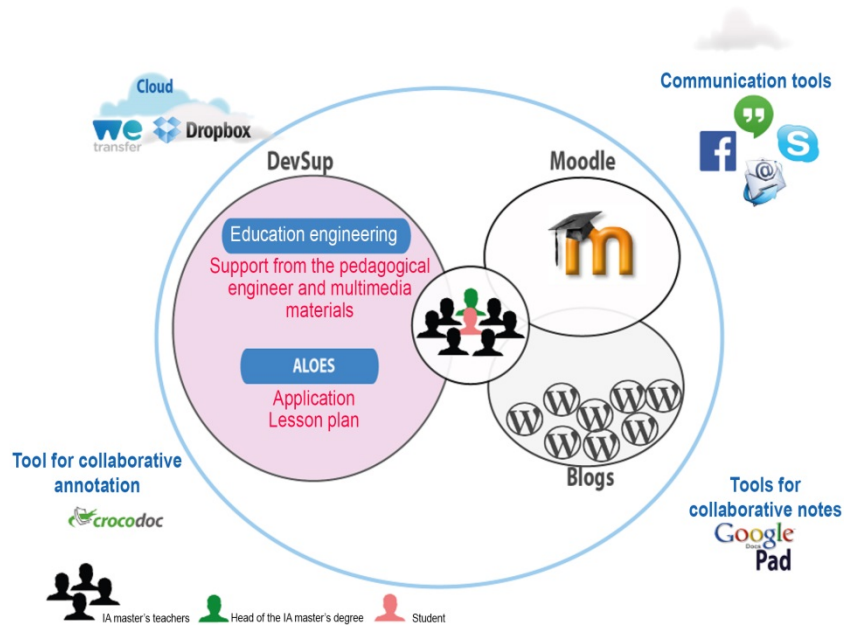 Cloud
we
transfer
Dropbox
Communication tools
f
S
@
DevSup
Moodle
Education engineering
Support from the pedagogical
engineer and multimedia
materials
m
ALOES
Application
Lesson plan
W W W W W W W W
Blogs
Tool for collaborative
annotation
crocodoc
Tools for
collaborative notes
Google
Docs
Pad
IA master's teachers
Head of the IA master's degree
Student